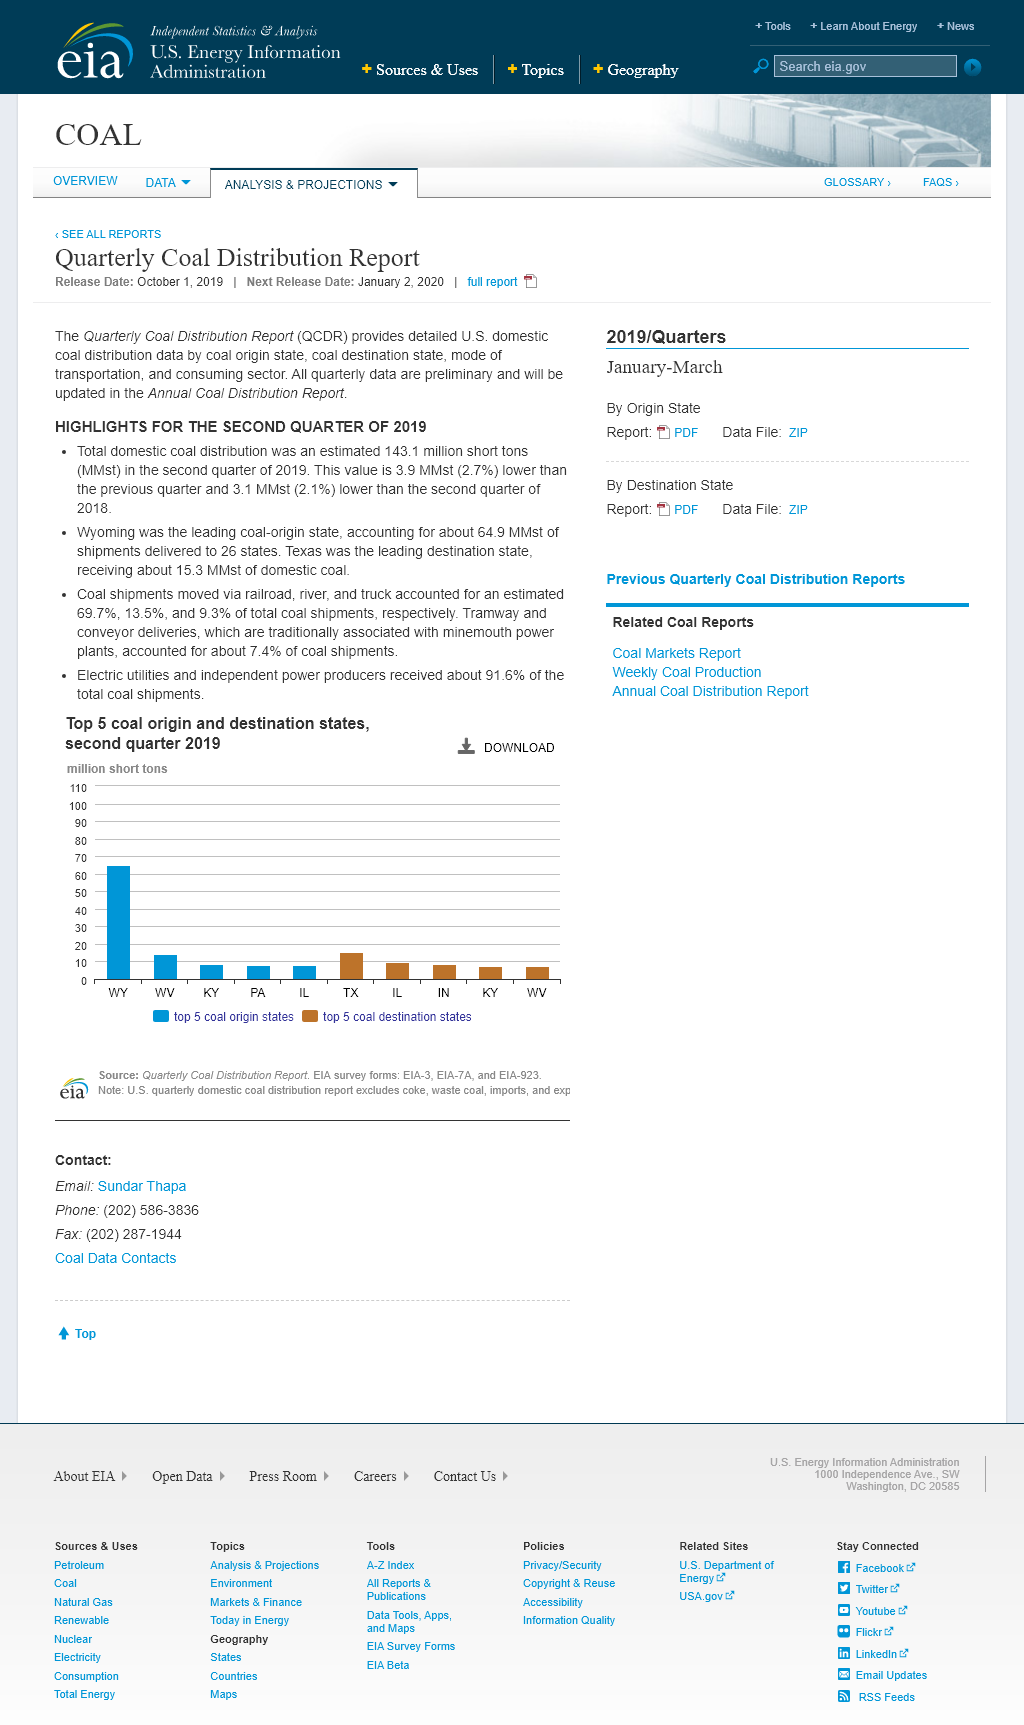 + Tools + Learn About Energy + News
eia
Independent Statistics & Analysis
U.S. Energy Information
Administration
+ Sources & Uses + Topics + Geography
Search eia.gov
COAL
OVERVIEW DATA ANALYSIS & PROJECTIONS GLOSSARY › FAQS ›
‹ SEE ALL REPORTS
Quarterly Coal Distribution Report
Release Date: October 1, 2019 | Next Release Date: January 2, 2020 | full report
The Quarterly Coal Distribution Report (QCDR) provides detailed U.S. domestic
coal distribution data by coal origin state, coal destination state, mode of
transportation, and consuming sector. All quarterly data are preliminary and will be
updated in the Annual Coal Distribution Report.
HIGHLIGHTS FOR THE SECOND QUARTER OF 2019
• Total domestic coal distribution was an estimated 143.1 million short tons
(MMst) in the second quarter of 2019. This value is 3.9 MMst (2.7%) lower than
the previous quarter and 3.1 MMst (2.1%) lower than the second quarter of
2018.
• Wyoming was the leading coal-origin state, accounting for about 64.9 MMst of
shipments delivered to 26 states. Texas was the leading destination state,
receiving about 15.3 MMst of domestic coal.
• Coal shipments moved via railroad, river, and truck accounted for an estimated
69.7%, 13.5%, and 9.3% of total coal shipments, respectively. Tramway and
conveyor deliveries, which are traditionally associated with minemouth power
plants, accounted for about 7.4% of coal shipments.
• Electric utilities and independent power producers received about 91.6% of the
total coal shipments.
Top 5 coal origin and destination states,
second quarter 2019
DOWNLOAD
million short tons
110
100
90
80
70
60
50
40
30
20
10
0
WY WV KY PA IL TX IL IN KY WV
top 5 coal origin states top 5 coal destination states
eia
Source: Quarterly Coal Distribution Report. EIA survey forms: EIA-3, EIA-7A, and EIA-923.
Note: U.S. quarterly domestic coal distribution report excludes coke, waste coal, imports, and exp
Contact:
Email: Sundar Thapa
Phone: (202) 586-3836
Fax: (202) 287-1944
Coal Data Contacts
Top
2019/Quarters
January-March
By Origin State
Report: PDF Data File: ZIP
By Destination State
Report: PDF Data File: ZIP
Previous Quarterly Coal Distribution Reports
Related Coal Reports
Coal Markets Report
Weekly Coal Production
Annual Coal Distribution Report
About EIA Open Data Press Room Careers Contact Us
U.S. Energy Information Administration
1000 Independence Ave., SW
Washington, DC 20585
Sources & Uses
Petroleum
Coal
Natural Gas
Renewable
Nuclear
Electricity
Consumption
Total Energy
Topics
Analysis & Projections
Environment
Markets & Finance
Today in Energy
Geography
States
Countries
Maps
Tools
A-Z Index
All Reports &
Publications
Data Tools, Apps,
and Maps
EIA Survey Forms
EIA Beta
Policies
Privacy/Security
Copyright & Reuse
Accessibility
Information Quality
Related Sites
U.S. Department of
Energy
USA.gov
Stay Connected
Facebook
Twitter
Youtube
Flickr
LinkedIn
Email Updates
RSS Feeds